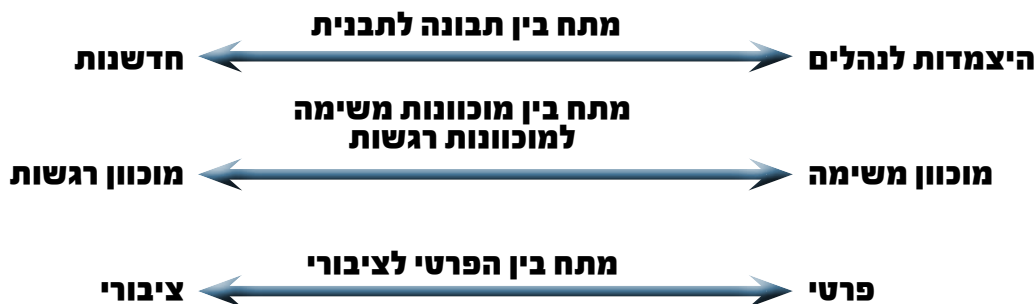 מתח בין תבונה לתבנית
היצמדות לנהלים
חדשנות
מתח בין מוכוונות משימה
למוכוונות רגשות
מוכוון משימה
מוכוון רגשות
מתח בין הפרטי לציבורי
פרטי
ציבורי